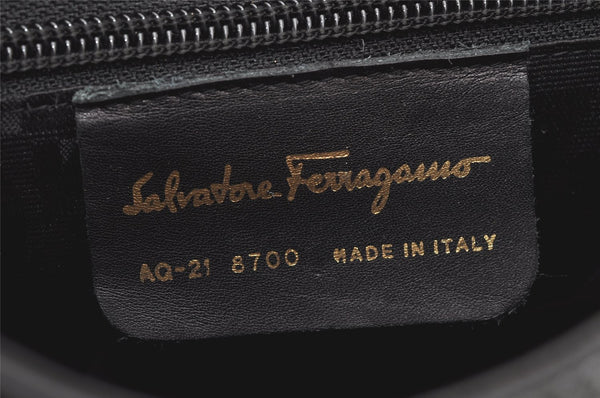 Salvatore Ferragamo
AQ-21 8700 MADE IN ITALY